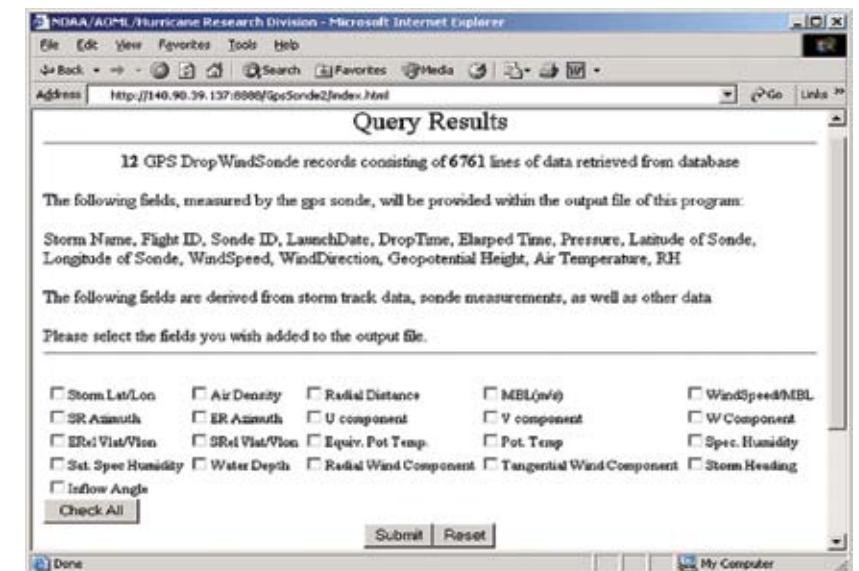 NOAA/AOML/Hurricane Research Division - Microsoft Internet Explorer
File Edit View Favorites Tools Help
Back Search Favorites Media
Address http://140.90.39.137:8888/GpsSonde2/index.html Go Links »
Query Results
12 GPS DropWindSonde records consisting of 6761 lines of data retrieved from database
The following fields, measured by the gps sonde, will be provided within the output file of this program:
Storm Name, Flight ID, Sonde ID, LaunchDate, DropTime, Elarped Time, Pressure, Latitude of Sonde,
Longitude of Sonde, WindSpeed, WindDirection, Geopotential Height, Air Temperature, RH
The following fields are derived from storm track data, sonde measurements, as well as other data
Please select the fields you wish added to the output file.
Storm Lat/Lon Air Density Radial Distance MBL(m/s) WindSpeed/MBL
SR Azimuth ER Azimuth U component V component W Component
ERel Vlat/Vlon SRel Vlat/Vlon Equiv. Pot Temp. Pot. Temp Spec. Humidity
Sat. Spec Humidity Water Depth Radial Wind Component Tangential Wind Component Storm Heading
Inflow Angle
Check All
Submit Reset
Done My Computer